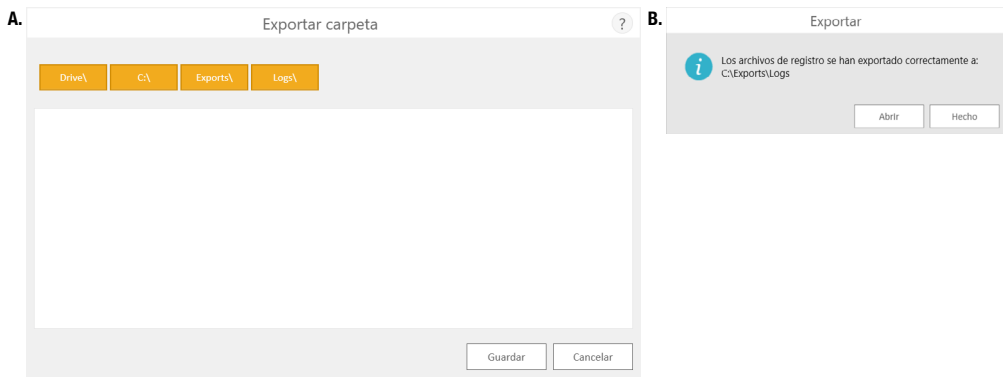 A.
Exportar carpeta
?
Drive\ C:\ Exports\ Logs\
Guardar Cancelar
B.
Exportar
i
Los archivos de registro se han exportado correctamente a:
C:\Exports\Logs
Abrir Hecho